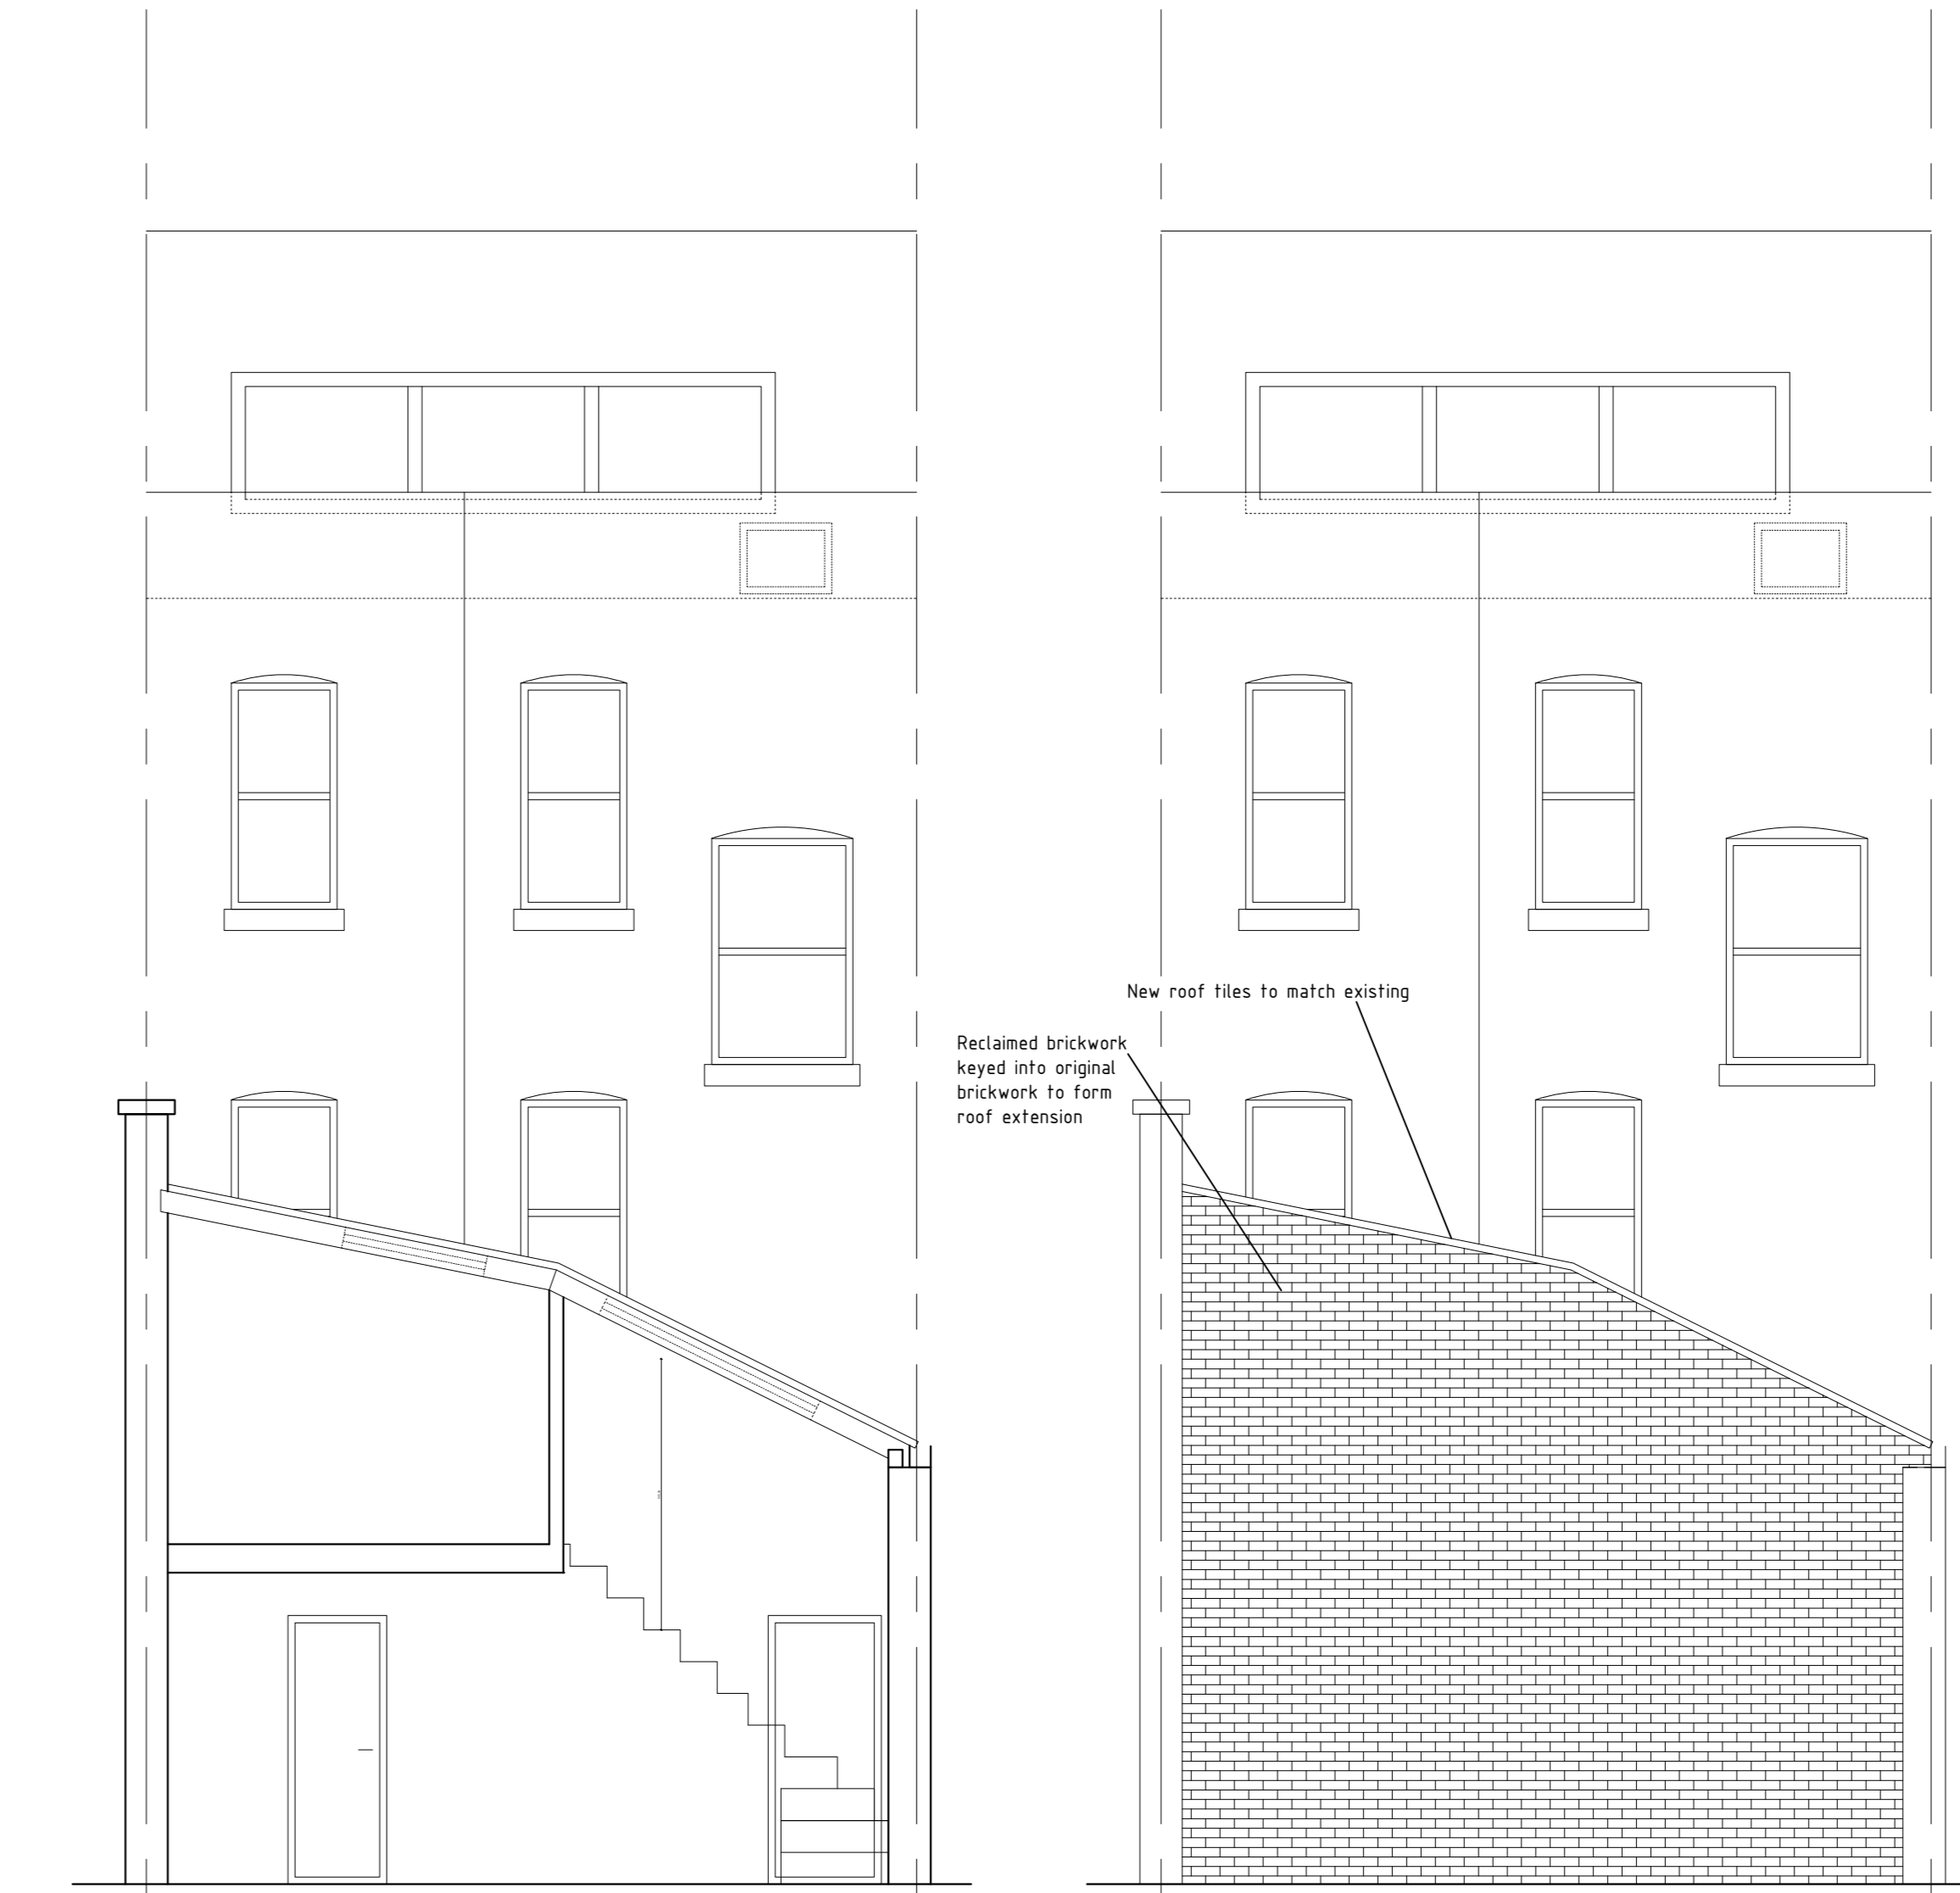 New roof tiles to match existing
Reclaimed brickwork
keyed into original
brickwork to form
roof extension